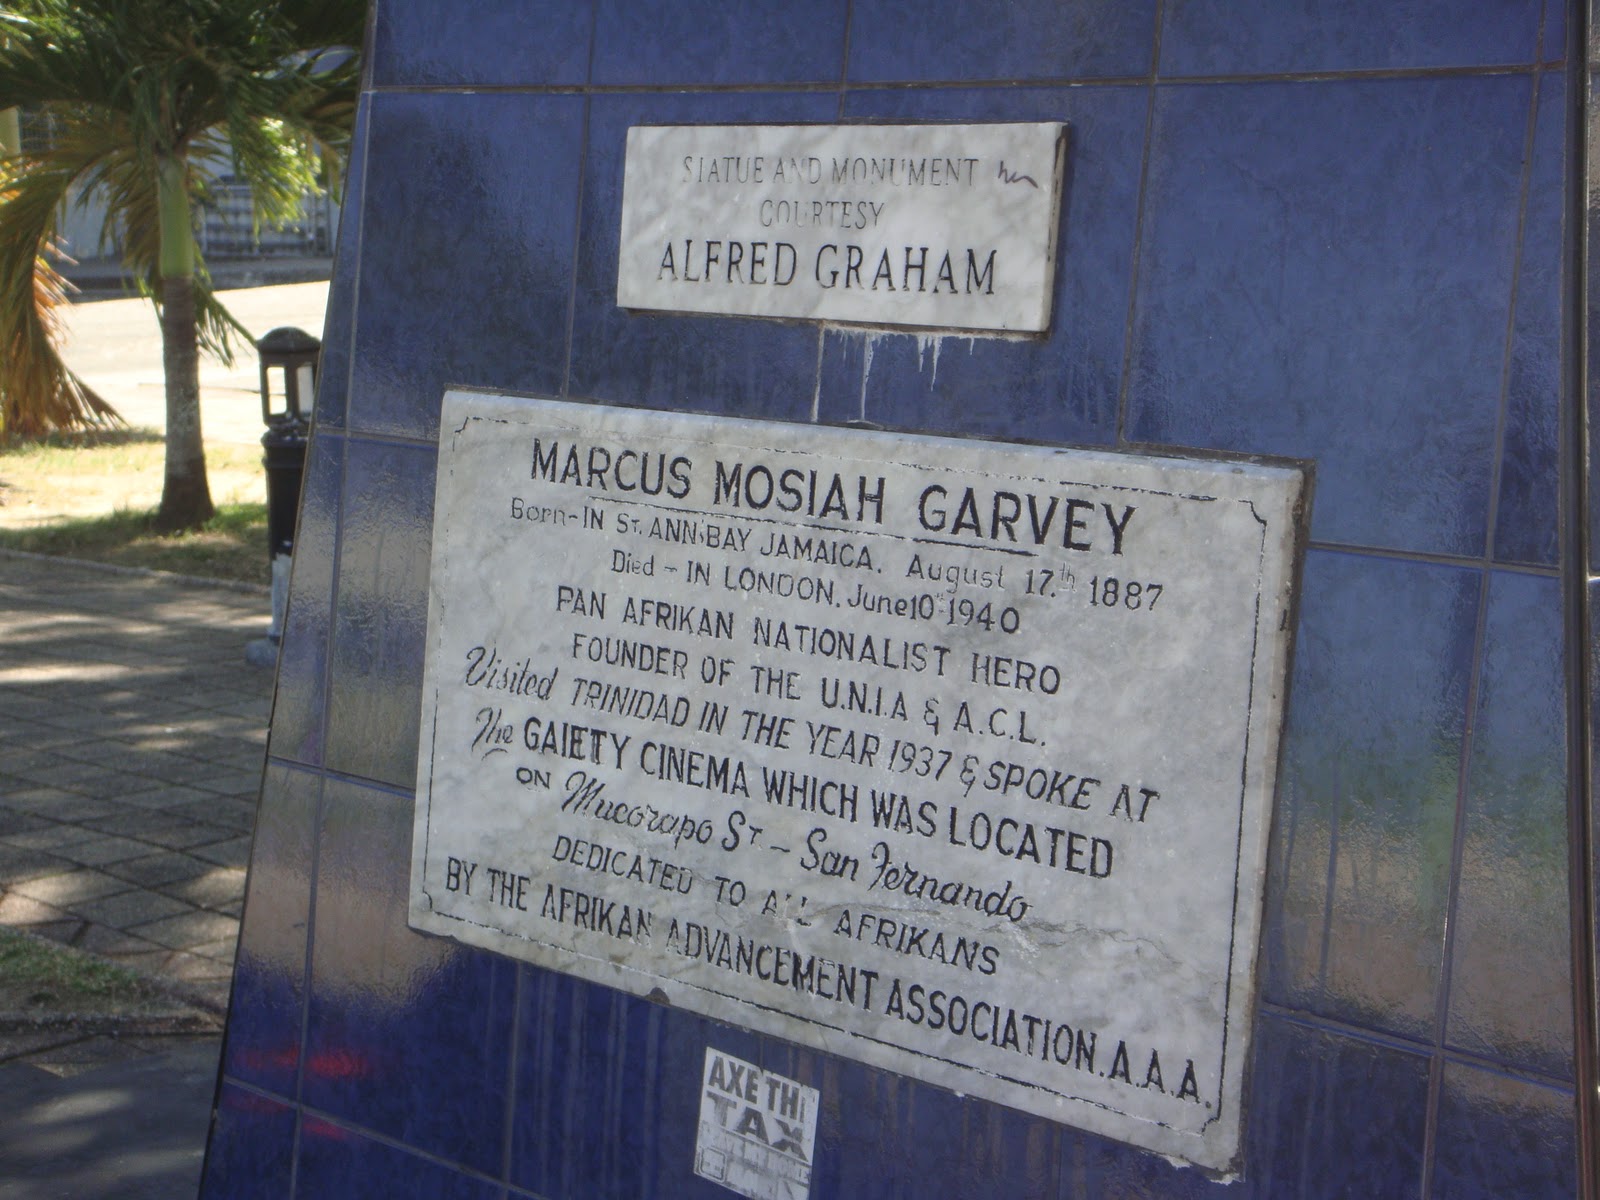 STATUE AND MONUMENT
COURTESY
ALFRED GRAHAM
MARCUS MOSIAH GARVEY
Born-IN ST. ANN'S BAY JAMAICA. August 17.th 1887
Died - IN LONDON. June 10th 1940
PAN AFRIKAN NATIONALIST HERO
FOUNDER OF THE U.N.I.A & A.C.L.
Visited TRINIDAD IN THE YEAR 1937 & SPOKE AT
The GAIETY CINEMA WHICH WAS LOCATED
ON Mucorapo ST. - San Fernando
DEDICATED TO ALL AFRIKANS
BY THE AFRIKAN ADVANCEMENT ASSOCIATION. A.A.A.
AXE TH
TAX